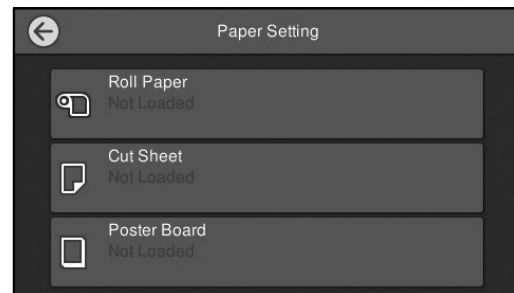 Paper Setting
Roll Paper
Not Loaded
Cut Sheet
Not Loaded
Poster Board
Not Loaded